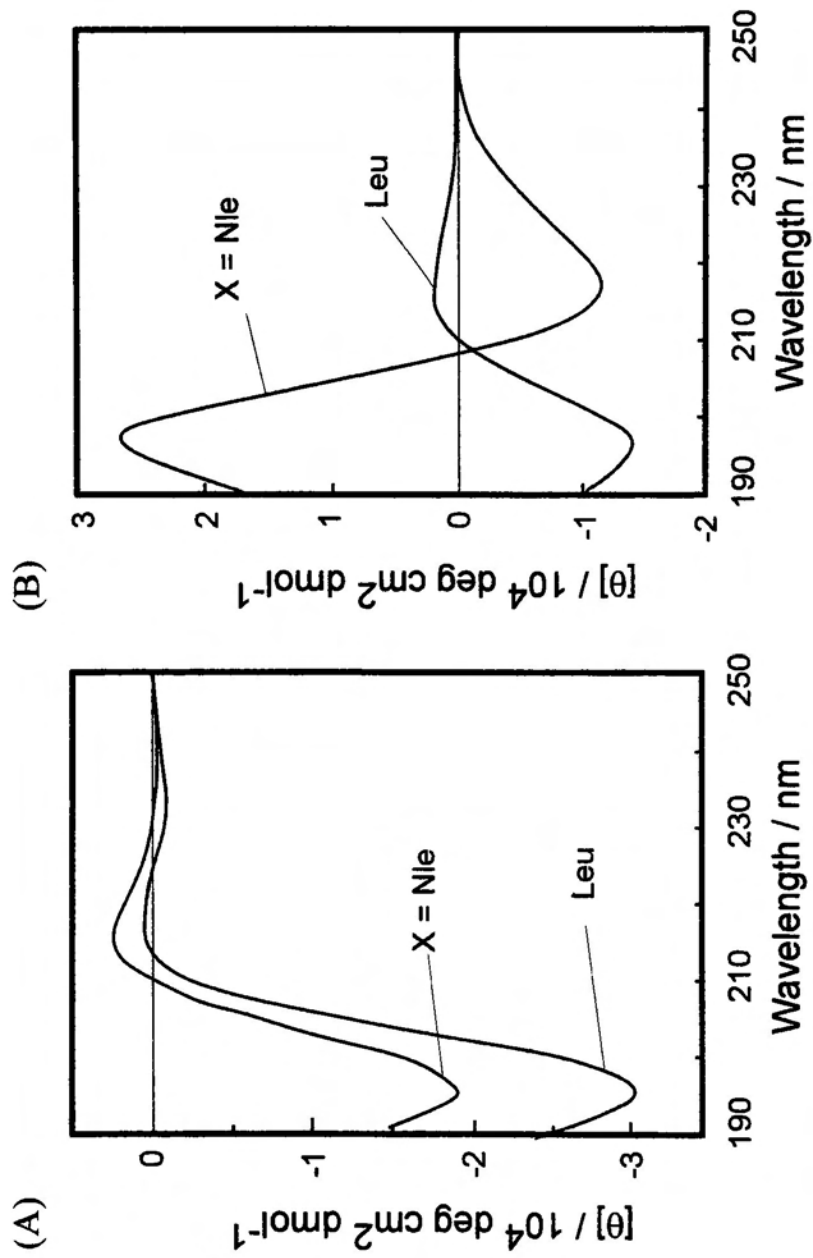 (A)
[θ] / 10⁴ deg cm² dmol⁻¹
0
-1
-2
-3
X = Nle
Leu
190
210
230
250
Wavelength / nm
(B)
[θ] / 10⁴ deg cm² dmol⁻¹
3
2
1
0
-1
-2
X = Nle
Leu
190
210
230
250
Wavelength / nm